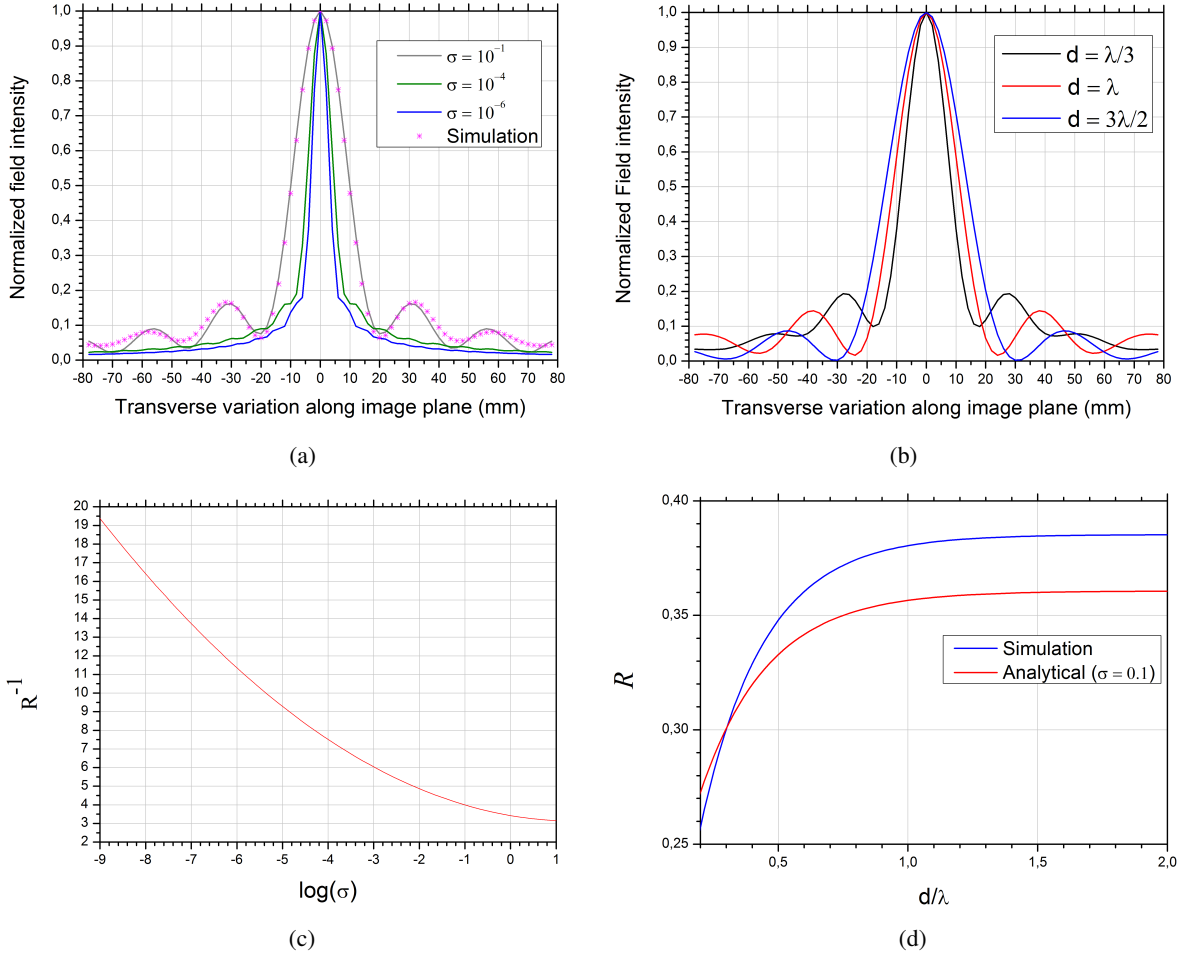 1,0
0,9
0,8
0,7
0,6
0,5
0,4
0,3
0,2
0,1
0,0
Normalized field intensity
σ = 10⁻¹
σ = 10⁻⁴
σ = 10⁻⁶
Simulation
-80 -70 -60 -50 -40 -30 -20 -10 0 10 20 30 40 50 60 70 80
Transverse variation along image plane (mm)
(a)
1,0
0,9
0,8
0,7
0,6
0,5
0,4
0,3
0,2
0,1
0,0
Normalized Field intensity
d = λ/3
d = λ
d = 3λ/2
-80 -70 -60 -50 -40 -30 -20 -10 0 10 20 30 40 50 60 70 80
Transverse variation along image plane (mm)
(b)
20
19
18
17
16
15
14
13
12
11
10
9
8
7
6
5
4
3
2
R⁻¹
-9 -8 -7 -6 -5 -4 -3 -2 -1 0 1
log(σ)
(c)
0,40
0,35
0,30
0,25
R
Simulation
Analytical (σ = 0.1)
0,5 1,0 1,5 2,0
d/λ
(d)